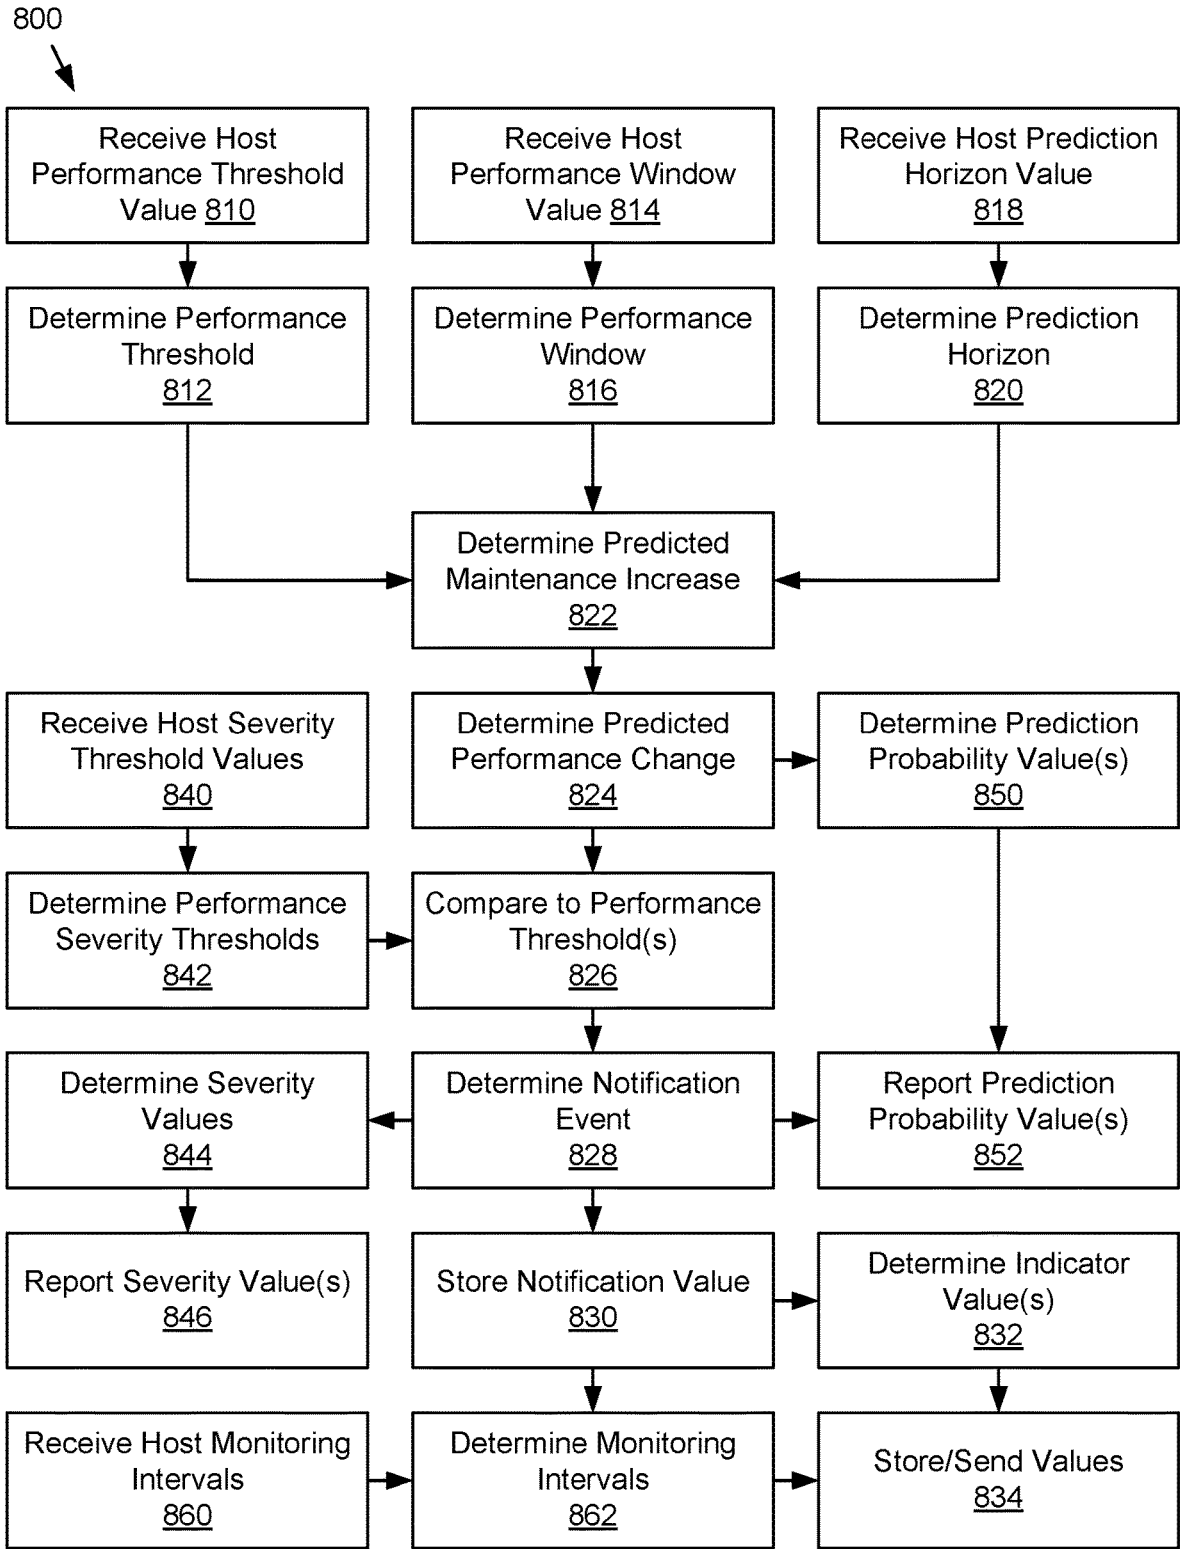 800
Receive Host
Performance Threshold
Value 810
Receive Host
Performance Window
Value 814
Receive Host Prediction
Horizon Value
818
Determine Performance
Threshold
812
Determine Performance
Window
816
Determine Prediction
Horizon
820
Determine Predicted
Maintenance Increase
822
Receive Host Severity
Threshold Values
840
Determine Predicted
Performance Change
824
Determine Prediction
Probability Value(s)
850
Determine Performance
Severity Thresholds
842
Compare to Performance
Threshold(s)
826
Determine Severity
Values
844
Determine Notification
Event
828
Report Prediction
Probability Value(s)
852
Report Severity Value(s)
846
Store Notification Value
830
Determine Indicator
Value(s)
832
Receive Host Monitoring
Intervals
860
Determine Monitoring
Intervals
862
Store/Send Values
834